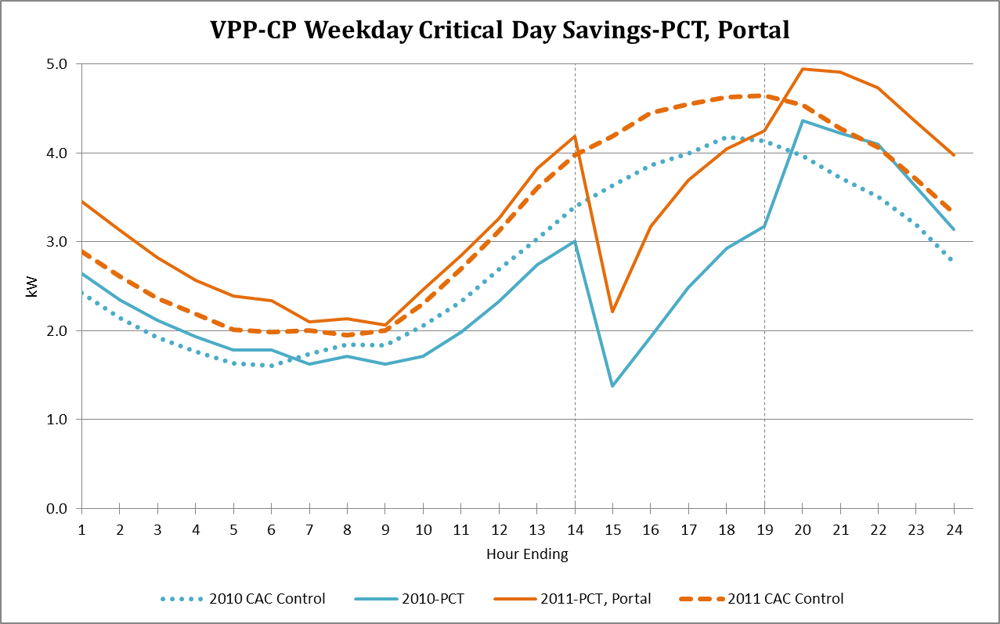 VPP-CP Weekday Critical Day Savings-PCT, Portal
5.0
4.0
3.0
2.0
1.0
0.0
kW
1 2 3 4 5 6 7 8 9 10 11 12 13 14 15 16 17 18 19 20 21 22 23 24
Hour Ending
2010 CAC Control 2010-PCT 2011-PCT, Portal 2011 CAC Control